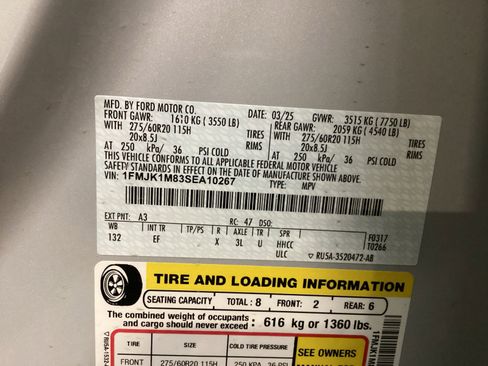 MFD. BY FORD MOTOR CO.
DATE: 03/25 GVWR: 3515 KG (7750 LB)
FRONT GAWR: 1610 KG (3550 LB) REAR GAWR: 2059 KG (4540 LB)
WITH 275/60R20 115H TIRES WITH 275/60R20 115H TIRES
20x8.5J RIMS 20x8.5J RIMS
AT 250 kPa/ 36 PSI COLD AT 250 kPa/ 36 PSI COLD
THIS VEHICLE CONFORMS TO ALL APPLICABLE FEDERAL MOTOR VEHICLE
SAFETY STANDARDS IN EFFECT ON THE DATE OF MANUFACTURE SHOWN ABOVE.
VIN: 1FMJK1M83SEA10267 TYPE: MPV
EXT PNT: A3 RC: 47 DSO:
WB INT TR TP/PS R AXLE TR SPR F0317
132 EF X 3L U HHCC T0266
ULC ▽ RU5A-3520472-AB
TIRE AND LOADING INFORMATION
SEATING CAPACITY TOTAL: 8 FRONT: 2 REAR: 6
The combined weight of occupants
and cargo should never exceed : 616 kg or 1360 lbs.
TIRE SIZE COLD TIRE PRESSURE SEE OWNERS
FRONT 275/60R20 115H 250 KPA, 36 PSI